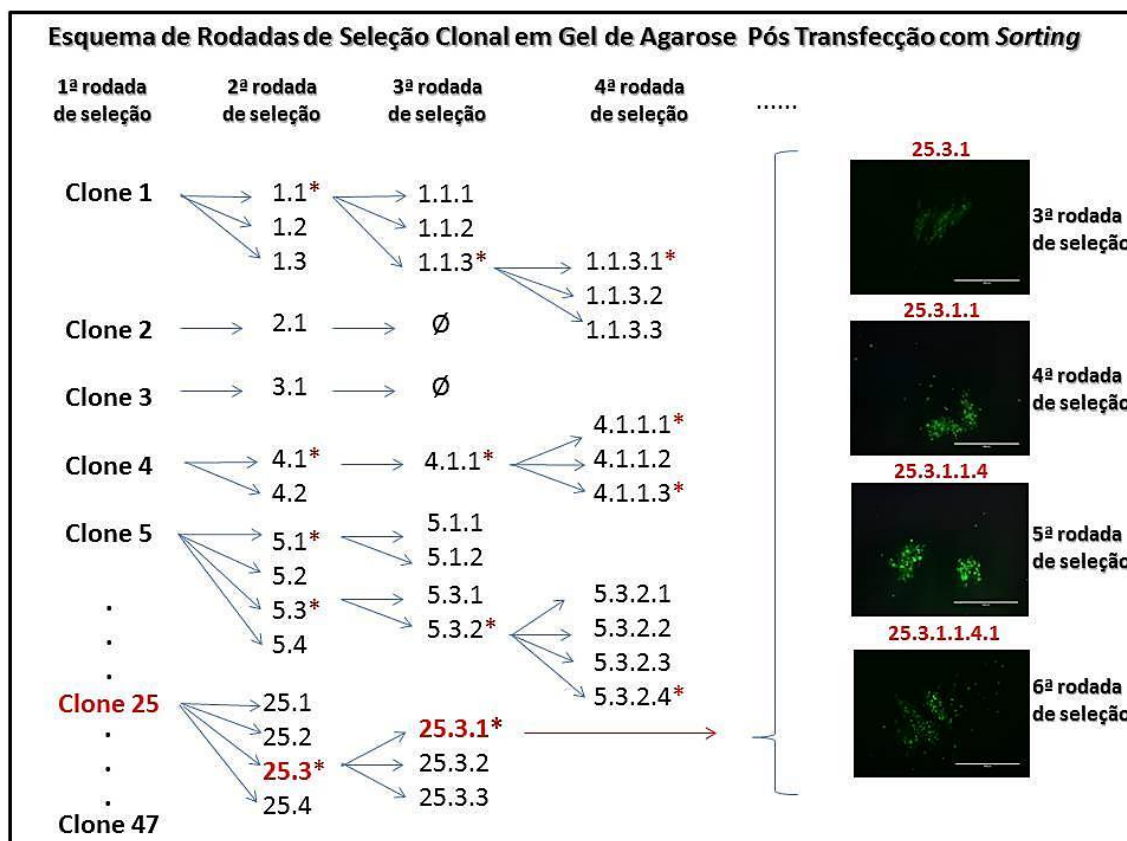 Esquema de Rodadas de Seleção Clonal em Gel de Agarose Pós Transfecção com Sorting
1ª rodada de seleção
2ª rodada de seleção
3ª rodada de seleção
4ª rodada de seleção
......
Clone 1
1.1*
1.2
1.3
1.1.1
1.1.2
1.1.3*
1.1.3.1*
1.1.3.2
1.1.3.3
Clone 2
2.1
Ø
Clone 3
3.1
Ø
Clone 4
4.1*
4.2
4.1.1*
4.1.1.1*
4.1.1.2
4.1.1.3*
Clone 5
5.1*
5.2
5.3*
5.4
5.1.1
5.1.2
5.3.1
5.3.2*
5.3.2.1
5.3.2.2
5.3.2.3
5.3.2.4*
.
.
.
Clone 25
25.1
25.2
25.3*
25.4
25.3.1*
25.3.2
25.3.3
.
.
.
.
Clone 47
25.3.1
3ª rodada
de seleção
25.3.1.1
4ª rodada
de seleção
25.3.1.1.4
5ª rodada
de seleção
25.3.1.1.4.1
6ª rodada
de seleção